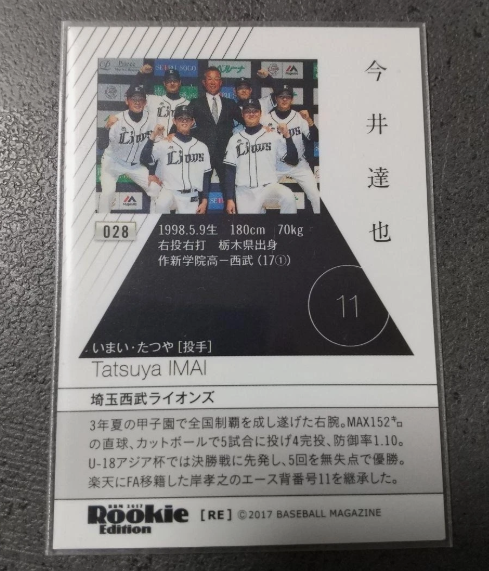 今井達也
Lions
Lions
Lions
Lions
028
1998.5.9生 180cm 70kg
右投右打 栃木県出身
作新学院高－西武(17①)
11
いまい・たつや[投手]
Tatsuya IMAI
埼玉西武ライオンズ
3年夏の甲子園で全国制覇を成し遂げた右腕。MAX152㌔
の直球、カットボールで5試合に投げ4完投、防御率1.10。
U-18アジア杯では決勝戦に先発し、5回を無失点で優勝。
楽天にFA移籍した岸孝之のエース背番号11を継承した。
BBM 2017
Rookie
Edition
[RE] ©2017 BASEBALL MAGAZINE